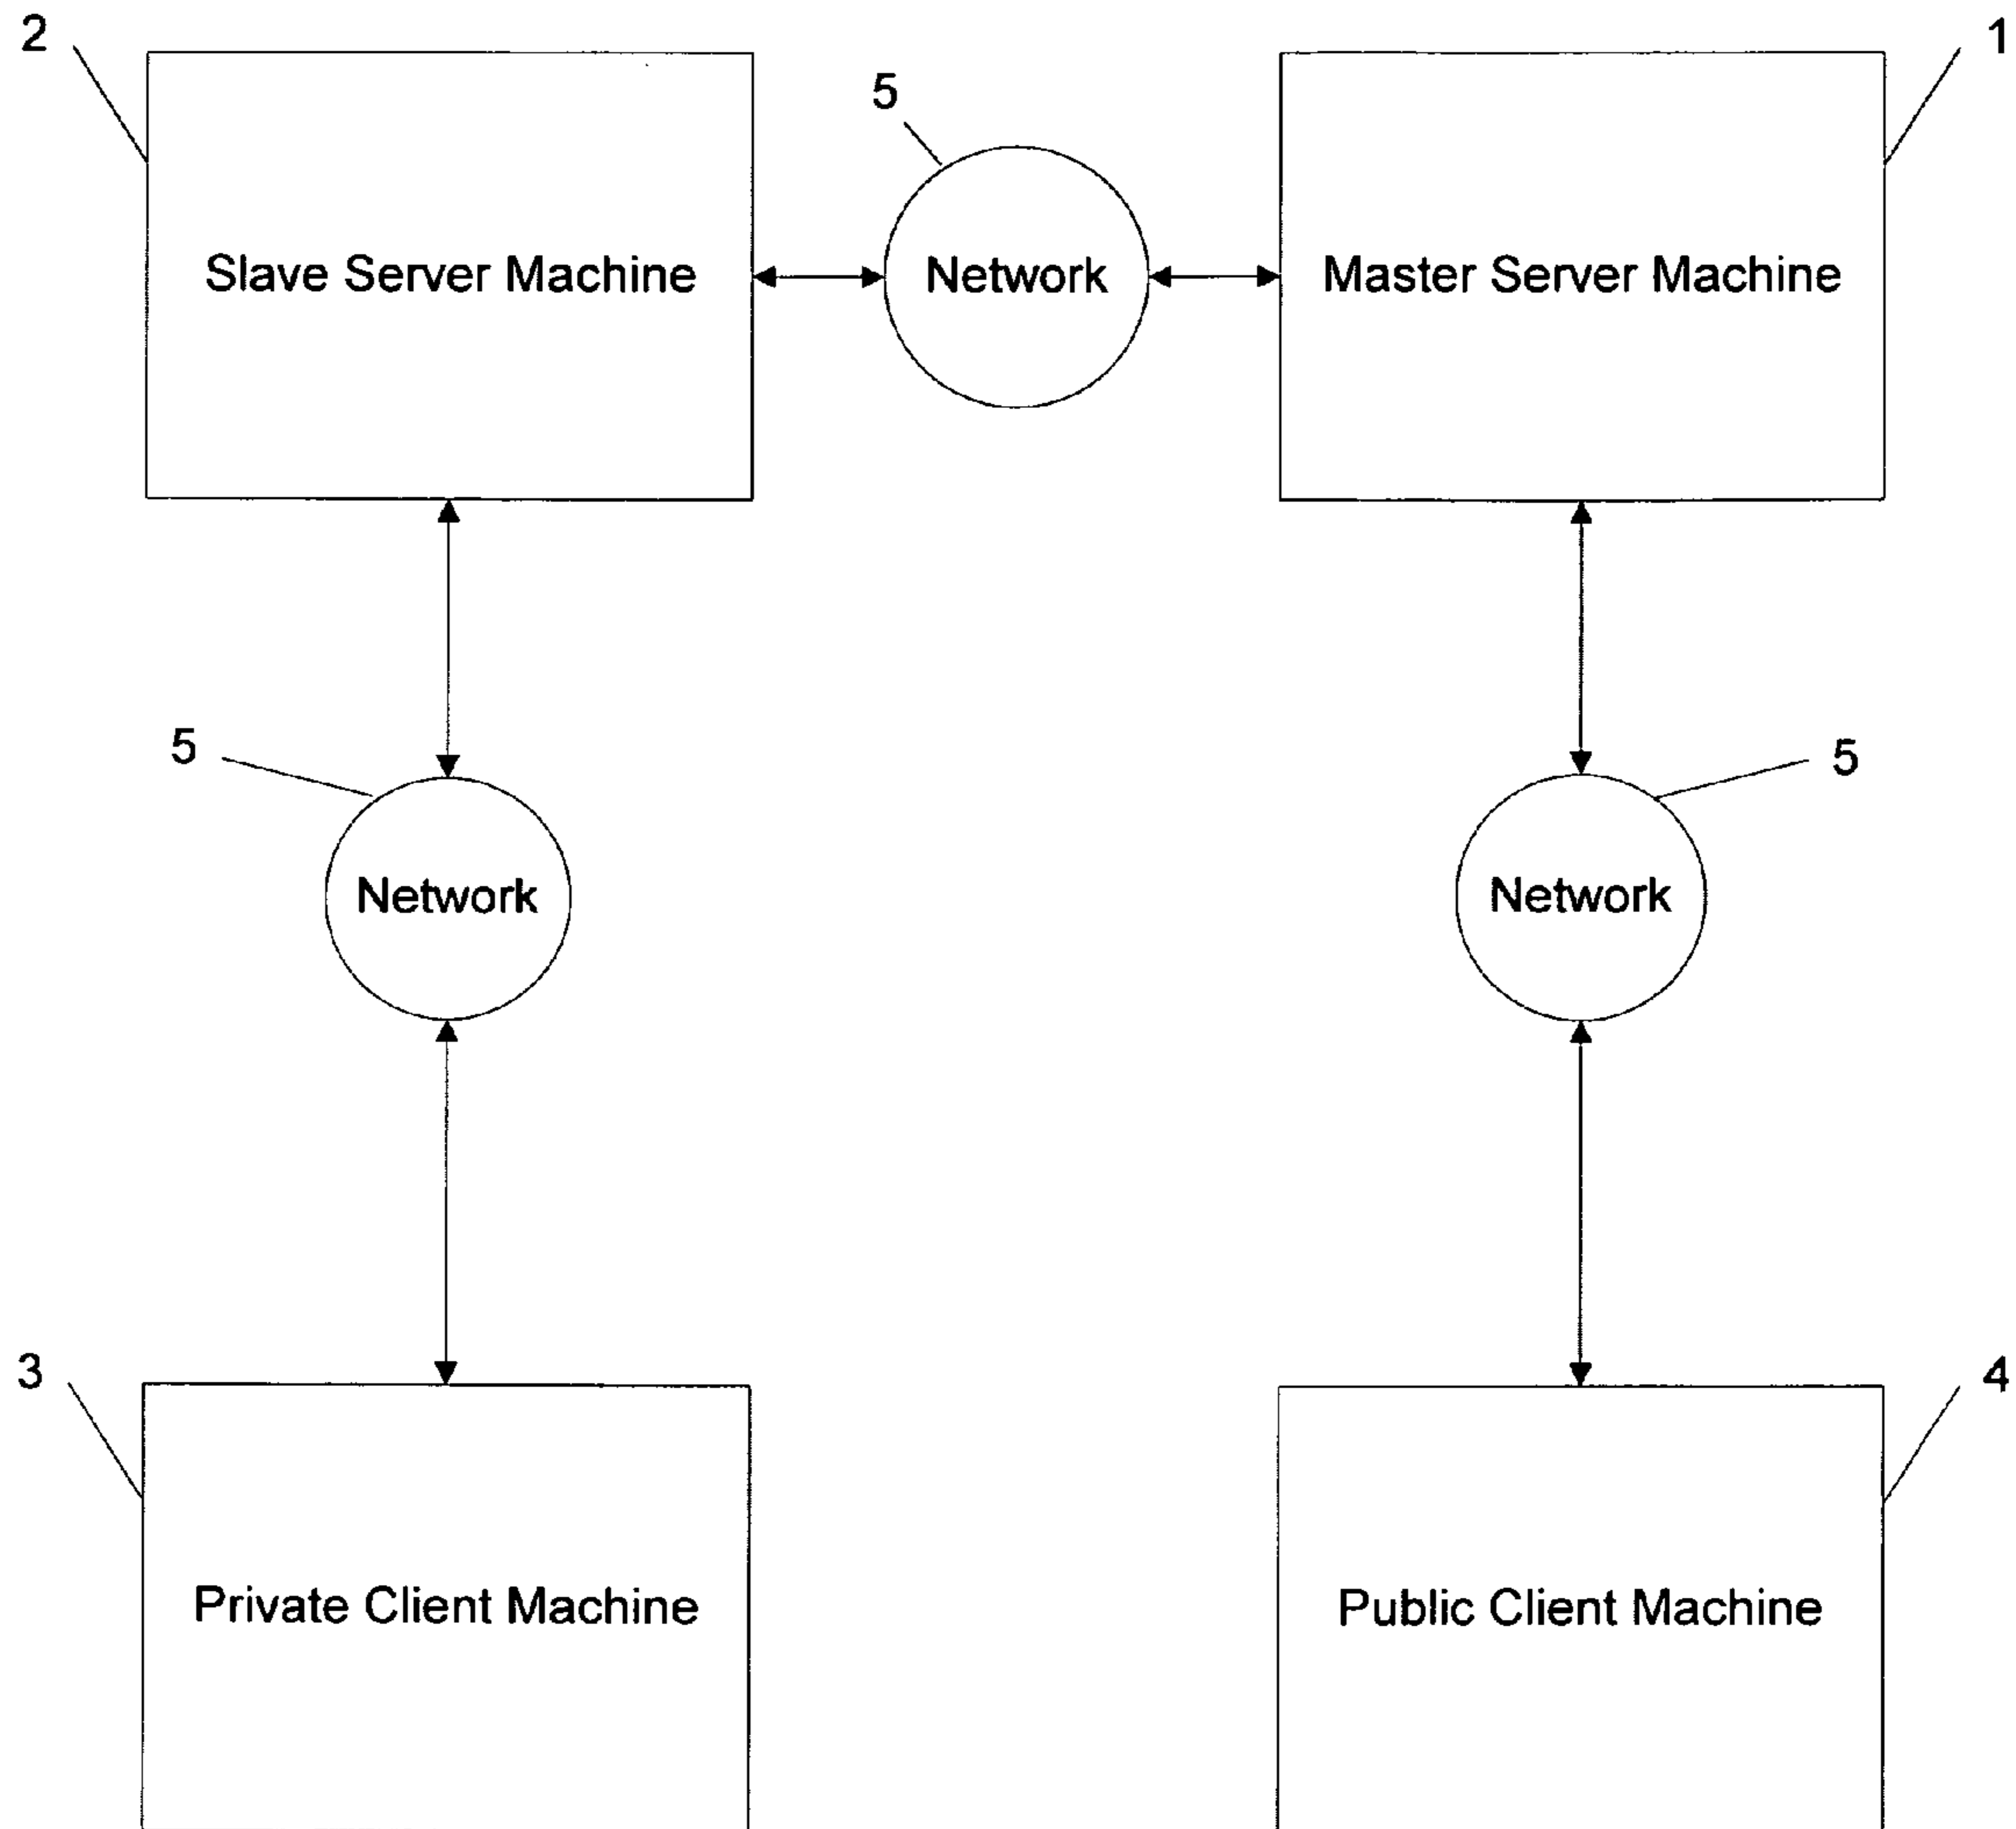 2
1
5
Slave Server Machine
Network
Master Server Machine
5
5
Network
Network
3
4
Private Client Machine
Public Client Machine